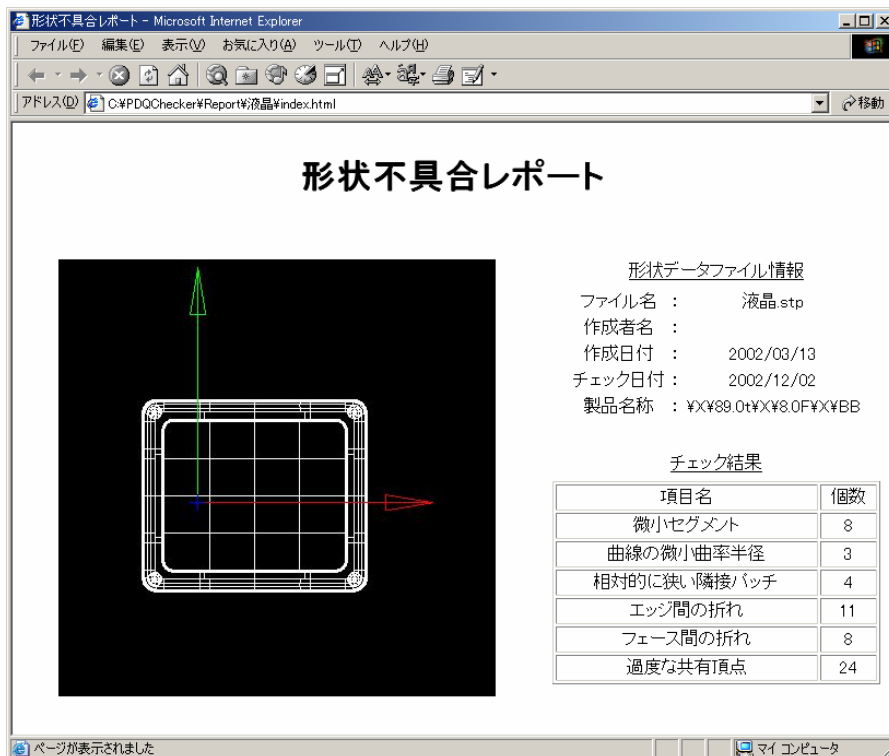 形状不具合レポート - Microsoft Internet Explorer
ファイル(F) 編集(E) 表示(V) お気に入り(A) ツール(T) ヘルプ(H)
アドレス(D) C:¥PDQChecker¥Report¥液晶¥index.html 移動
形状不具合レポート
形状データファイル情報
ファイル名 : 液晶.stp
作成者名 :
作成日付 : 2002/03/13
チェック日付 : 2002/12/02
製品名称 : ¥X¥89.0t¥X¥8.0F¥X¥BB
チェック結果
項目名 個数
微小セグメント 8
曲線の微小曲率半径 3
相対的に狭い隣接パッチ 4
エッジ間の折れ 11
フェース間の折れ 8
過度な共有頂点 24
ページが表示されました マイ コンピュータ